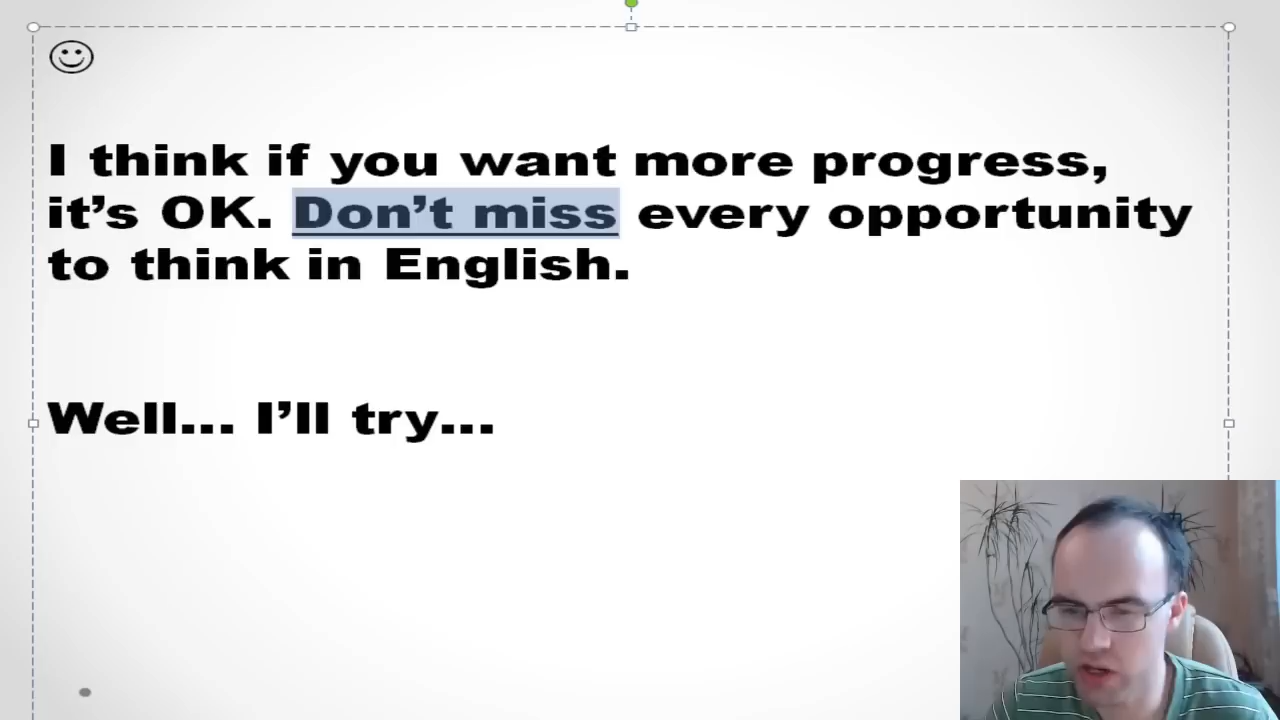 I think if you want more progress,
it’s OK. Don’t miss every opportunity
to think in English.
Well... I’ll try...